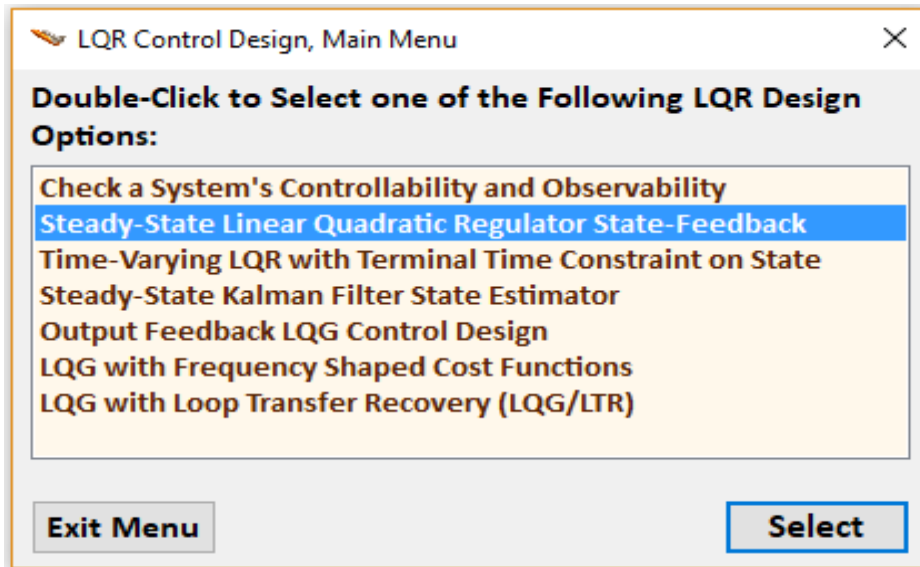 LQR Control Design, Main Menu
Double-Click to Select one of the Following LQR Design
Options:
Check a System's Controllability and Observability
Steady-State Linear Quadratic Regulator State-Feedback
Time-Varying LQR with Terminal Time Constraint on State
Steady-State Kalman Filter State Estimator
Output Feedback LQG Control Design
LQG with Frequency Shaped Cost Functions
LQG with Loop Transfer Recovery (LQG/LTR)
Exit Menu
Select